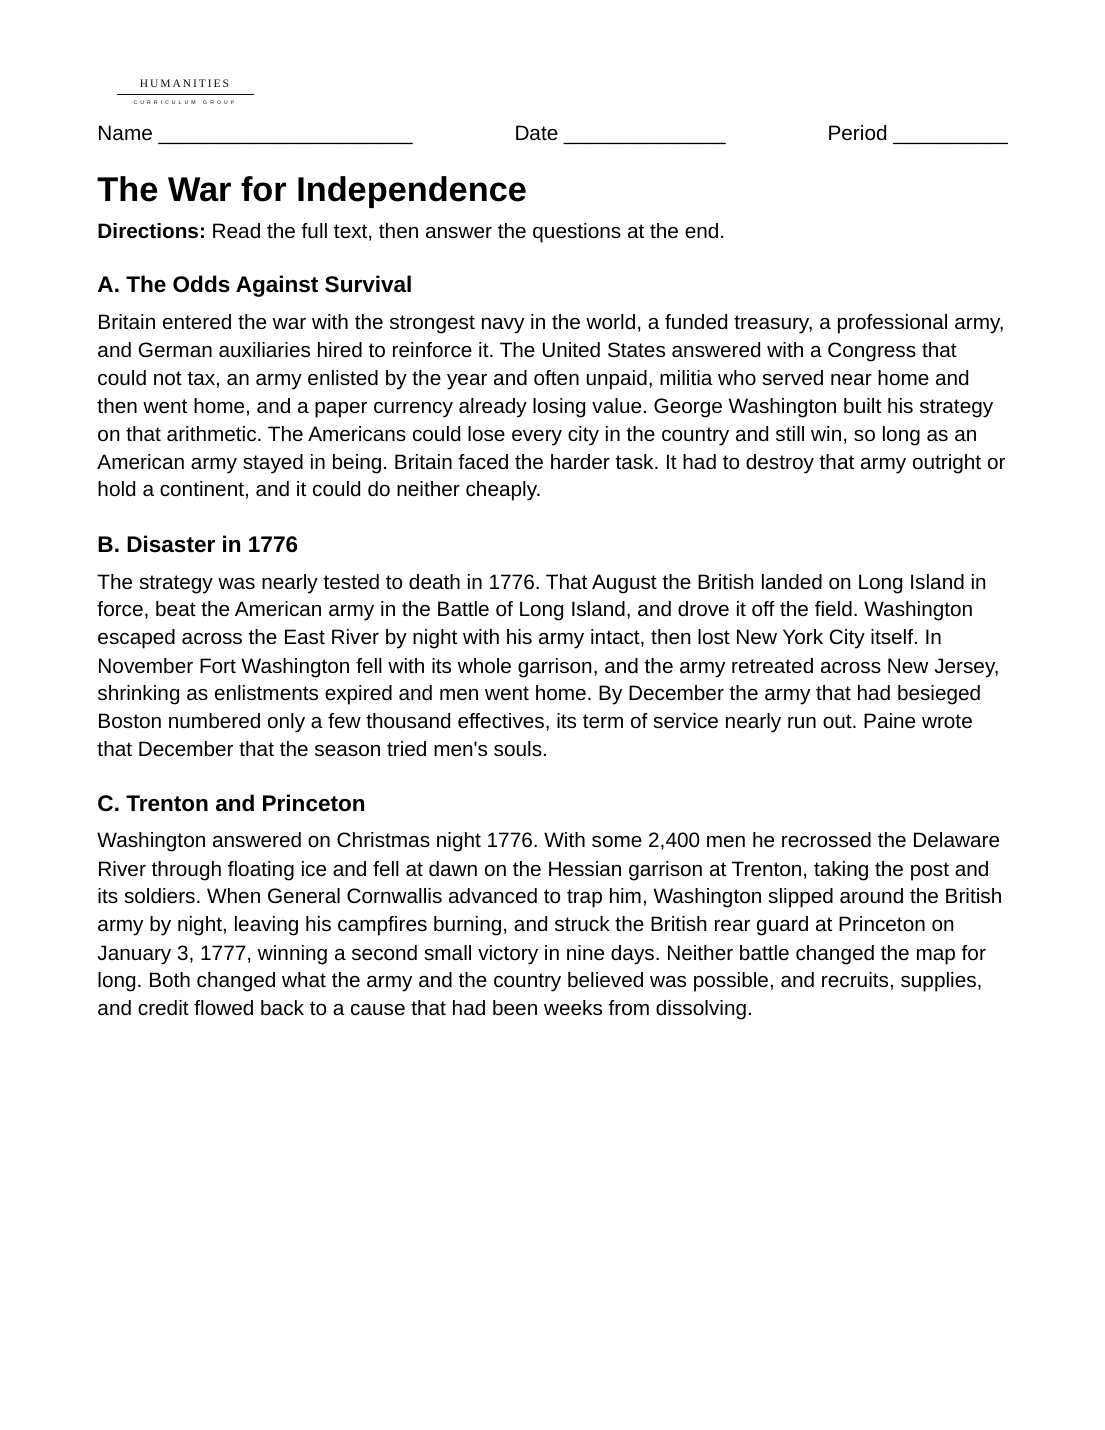 HUMANITIES
CURRICULUM GROUP
Name ______________________ Date ______________ Period __________
The War for Independence
Directions: Read the full text, then answer the questions at the end.
A. The Odds Against Survival
Britain entered the war with the strongest navy in the world, a funded treasury, a professional army,
and German auxiliaries hired to reinforce it. The United States answered with a Congress that
could not tax, an army enlisted by the year and often unpaid, militia who served near home and
then went home, and a paper currency already losing value. George Washington built his strategy
on that arithmetic. The Americans could lose every city in the country and still win, so long as an
American army stayed in being. Britain faced the harder task. It had to destroy that army outright or
hold a continent, and it could do neither cheaply.
B. Disaster in 1776
The strategy was nearly tested to death in 1776. That August the British landed on Long Island in
force, beat the American army in the Battle of Long Island, and drove it off the field. Washington
escaped across the East River by night with his army intact, then lost New York City itself. In
November Fort Washington fell with its whole garrison, and the army retreated across New Jersey,
shrinking as enlistments expired and men went home. By December the army that had besieged
Boston numbered only a few thousand effectives, its term of service nearly run out. Paine wrote
that December that the season tried men's souls.
C. Trenton and Princeton
Washington answered on Christmas night 1776. With some 2,400 men he recrossed the Delaware
River through floating ice and fell at dawn on the Hessian garrison at Trenton, taking the post and
its soldiers. When General Cornwallis advanced to trap him, Washington slipped around the British
army by night, leaving his campfires burning, and struck the British rear guard at Princeton on
January 3, 1777, winning a second small victory in nine days. Neither battle changed the map for
long. Both changed what the army and the country believed was possible, and recruits, supplies,
and credit flowed back to a cause that had been weeks from dissolving.